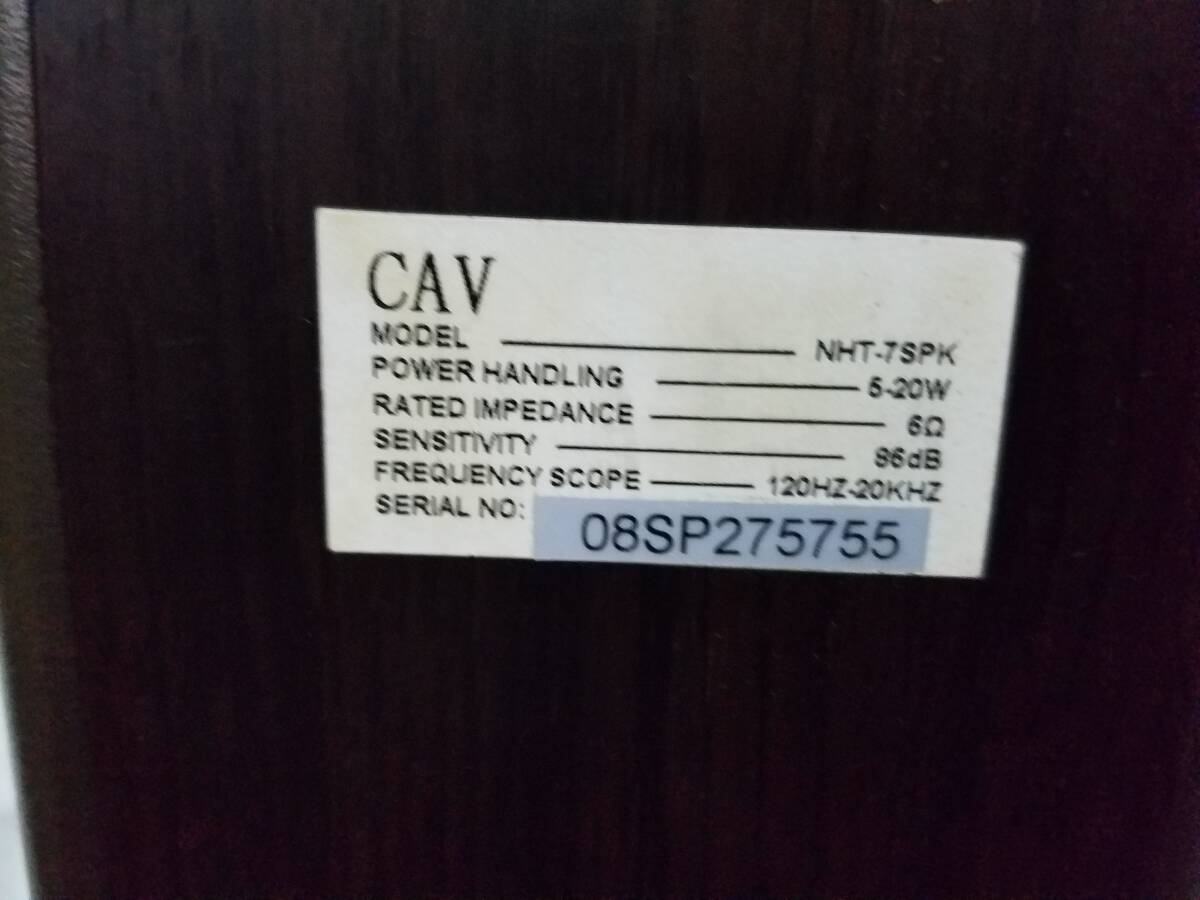 CAV
MODEL NHT-7SPK
POWER HANDLING 5-20W
RATED IMPEDANCE 6Ω
SENSITIVITY 86dB
FREQUENCY SCOPE 120HZ-20KHZ
SERIAL NO: 08SP275755